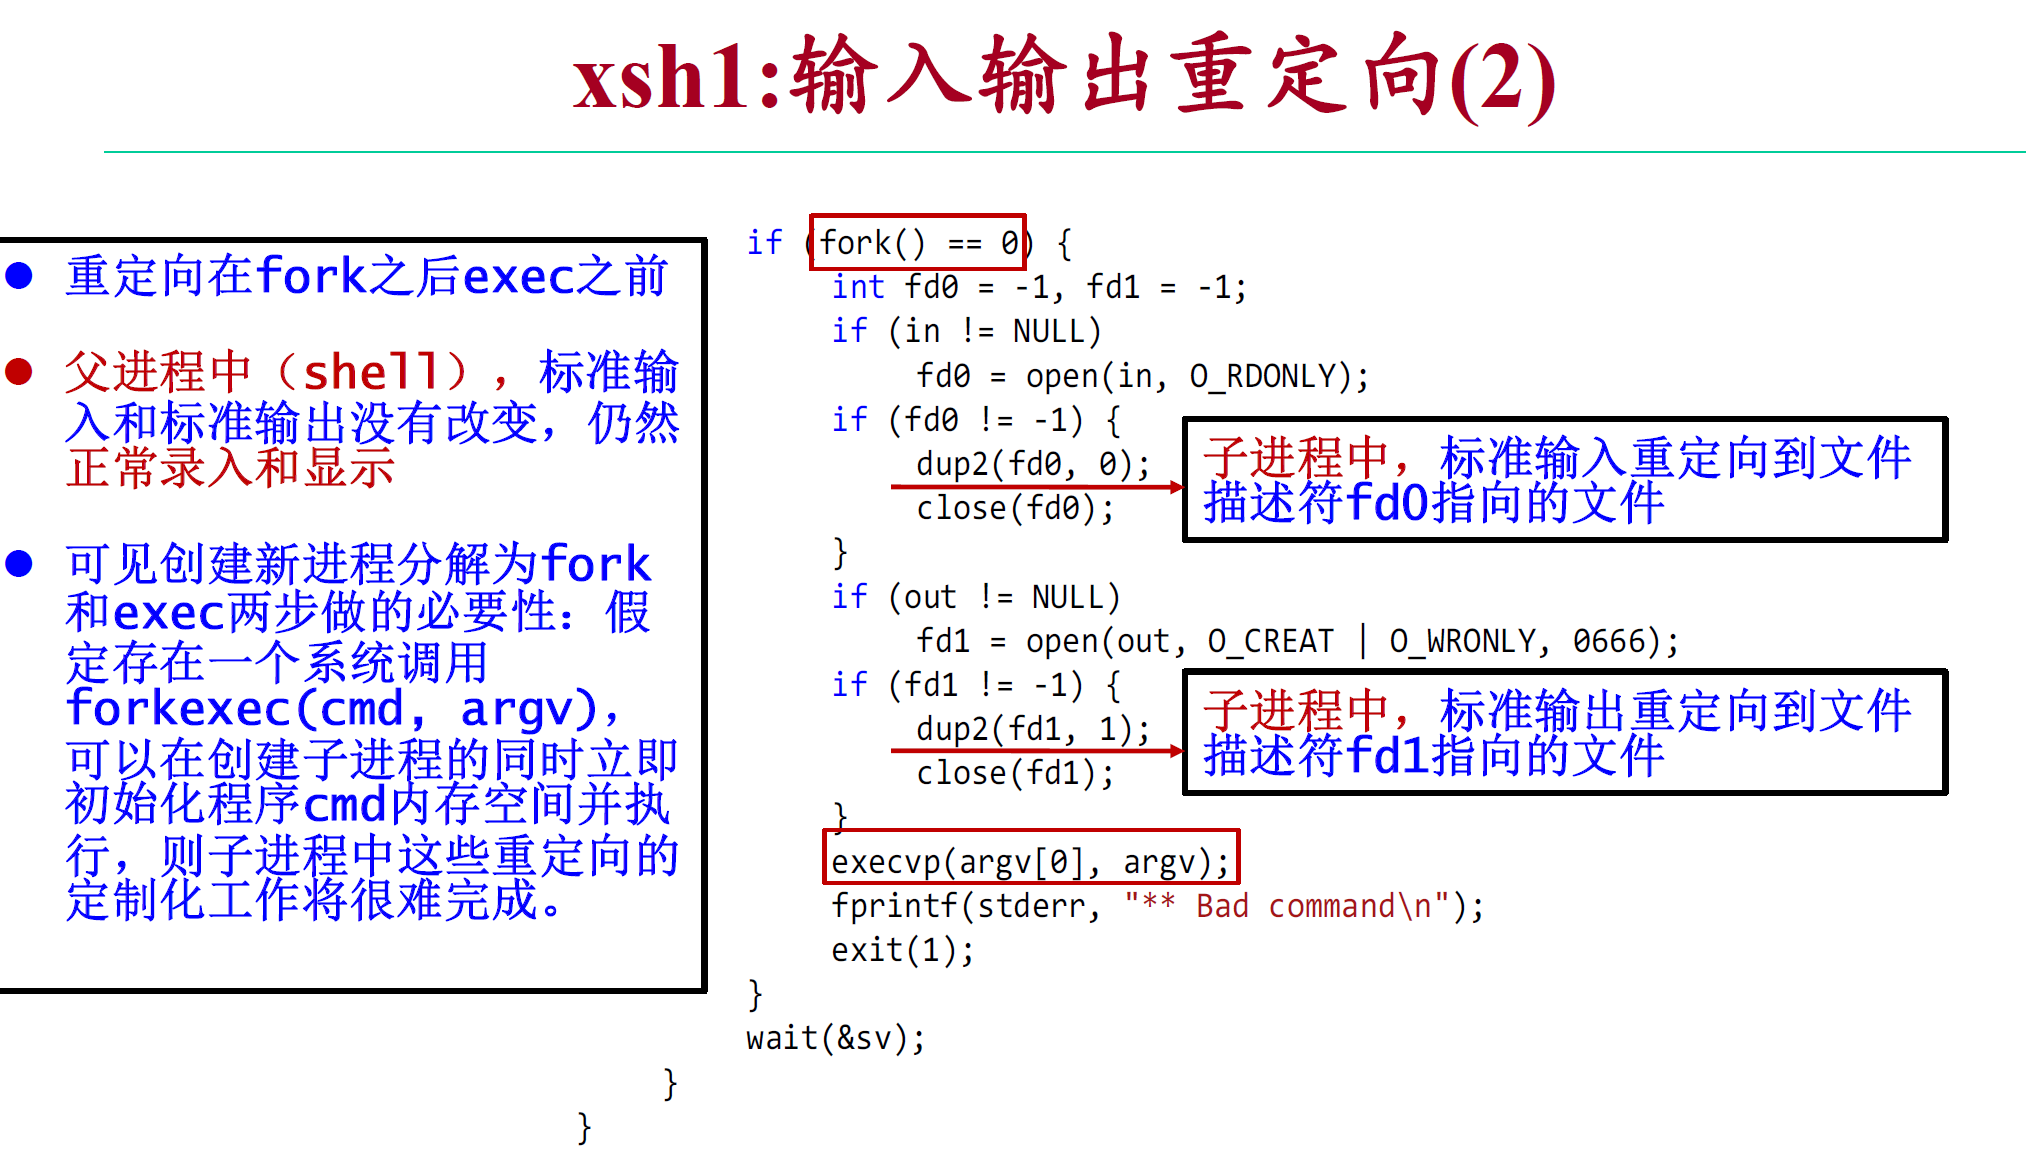 xsh1:输入输出重定向(2)
● 重定向在fork之后exec之前
● 父进程中（shell），标准输
入和标准输出没有改变，仍然
正常录入和显示
● 可见创建新进程分解为fork
和exec两步做的必要性：假
定存在一个系统调用
forkexec(cmd, argv)，
可以在创建子进程的同时立即
初始化程序cmd内存空间并执
行，则子进程中这些重定向的
定制化工作将很难完成。
if (fork() == 0) {
int fd0 = -1, fd1 = -1;
if (in != NULL)
fd0 = open(in, O_RDONLY);
if (fd0 != -1) {
dup2(fd0, 0);
close(fd0);
}
子进程中，标准输入重定向到文件
描述符fd0指向的文件
if (out != NULL)
fd1 = open(out, O_CREAT | O_WRONLY, 0666);
if (fd1 != -1) {
dup2(fd1, 1);
close(fd1);
}
子进程中，标准输出重定向到文件
描述符fd1指向的文件
execvp(argv[0], argv);
fprintf(stderr, "** Bad command\n");
exit(1);
}
wait(&sv);
}
}